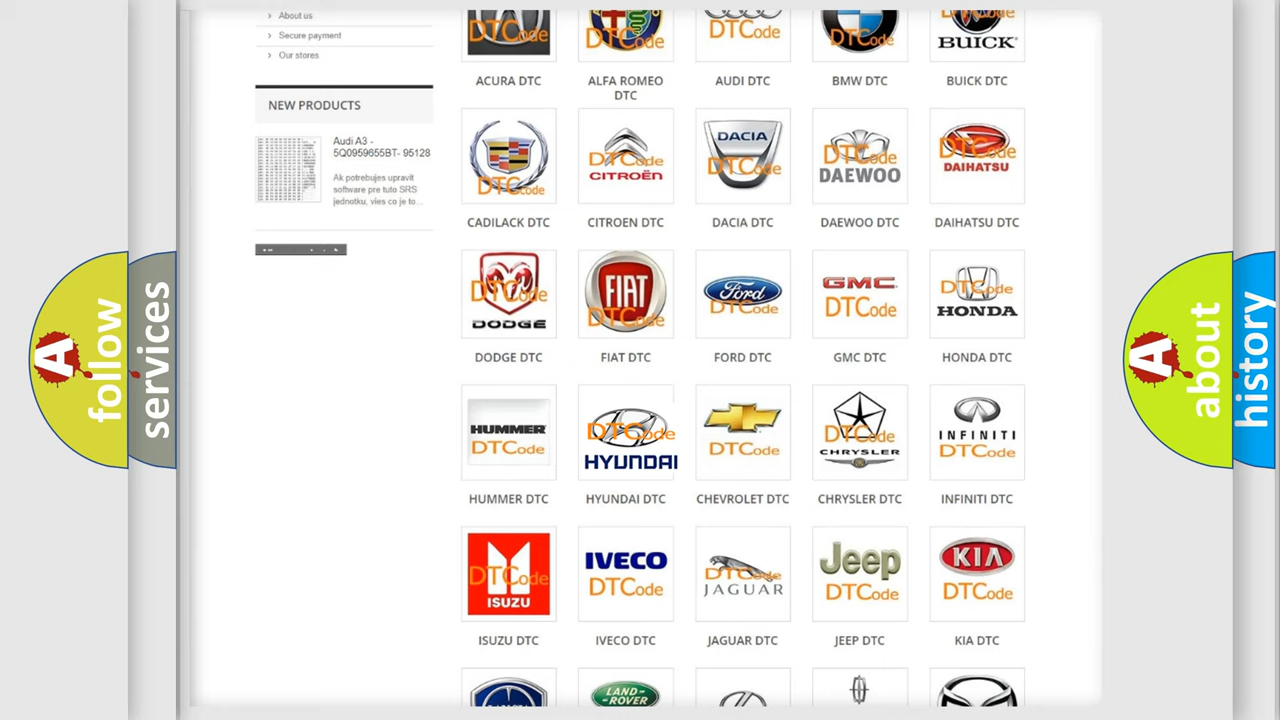 About us
Secure payment
Our stores
NEW PRODUCTS
Audi A3 -
5Q0959655BT- 95128
Ak potrebujes upravit
software pre tuto SRS
jednotku, vies co je to...
DTCode
DTCode
DTCode
DTCode
BUICK
ACURA DTC
ALFA ROMEO
DTC
AUDI DTC
BMW DTC
BUICK DTC
DTCode
DTCode
CITROËN
DACIA
DTCode
DTCode
DAEWOO
DTCode
DAIHATSU
CADILACK DTC
CITROEN DTC
DACIA DTC
DAEWOO DTC
DAIHATSU DTC
DTCode
DODGE
FIAT
DTCode
Ford
DTCode
GMC
DTCode
DTCode
HONDA
DODGE DTC
FIAT DTC
FORD DTC
GMC DTC
HONDA DTC
HUMMER
DTCode
DTCode
HYUNDAI
DTCode
DTCode
CHRYSLER
INFINITI
DTCode
HUMMER DTC
HYUNDAI DTC
CHEVROLET DTC
CHRYSLER DTC
INFINITI DTC
DTCode
ISUZU
IVECO
DTCode
DTCode
JAGUAR
Jeep
DTCode
KIA
DTCode
ISUZU DTC
IVECO DTC
JAGUAR DTC
JEEP DTC
KIA DTC
LAND-
ROVER
A
follow
services
A
about
history